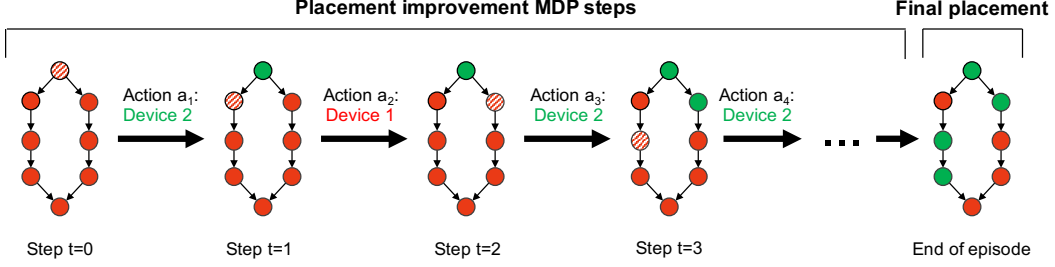 Placement improvement MDP steps
Final placement
Action a₁:
Device 2
Action a₂:
Device 1
Action a₃:
Device 2
Action a₄:
Device 2
Step t=0
Step t=1
Step t=2
Step t=3
End of episode